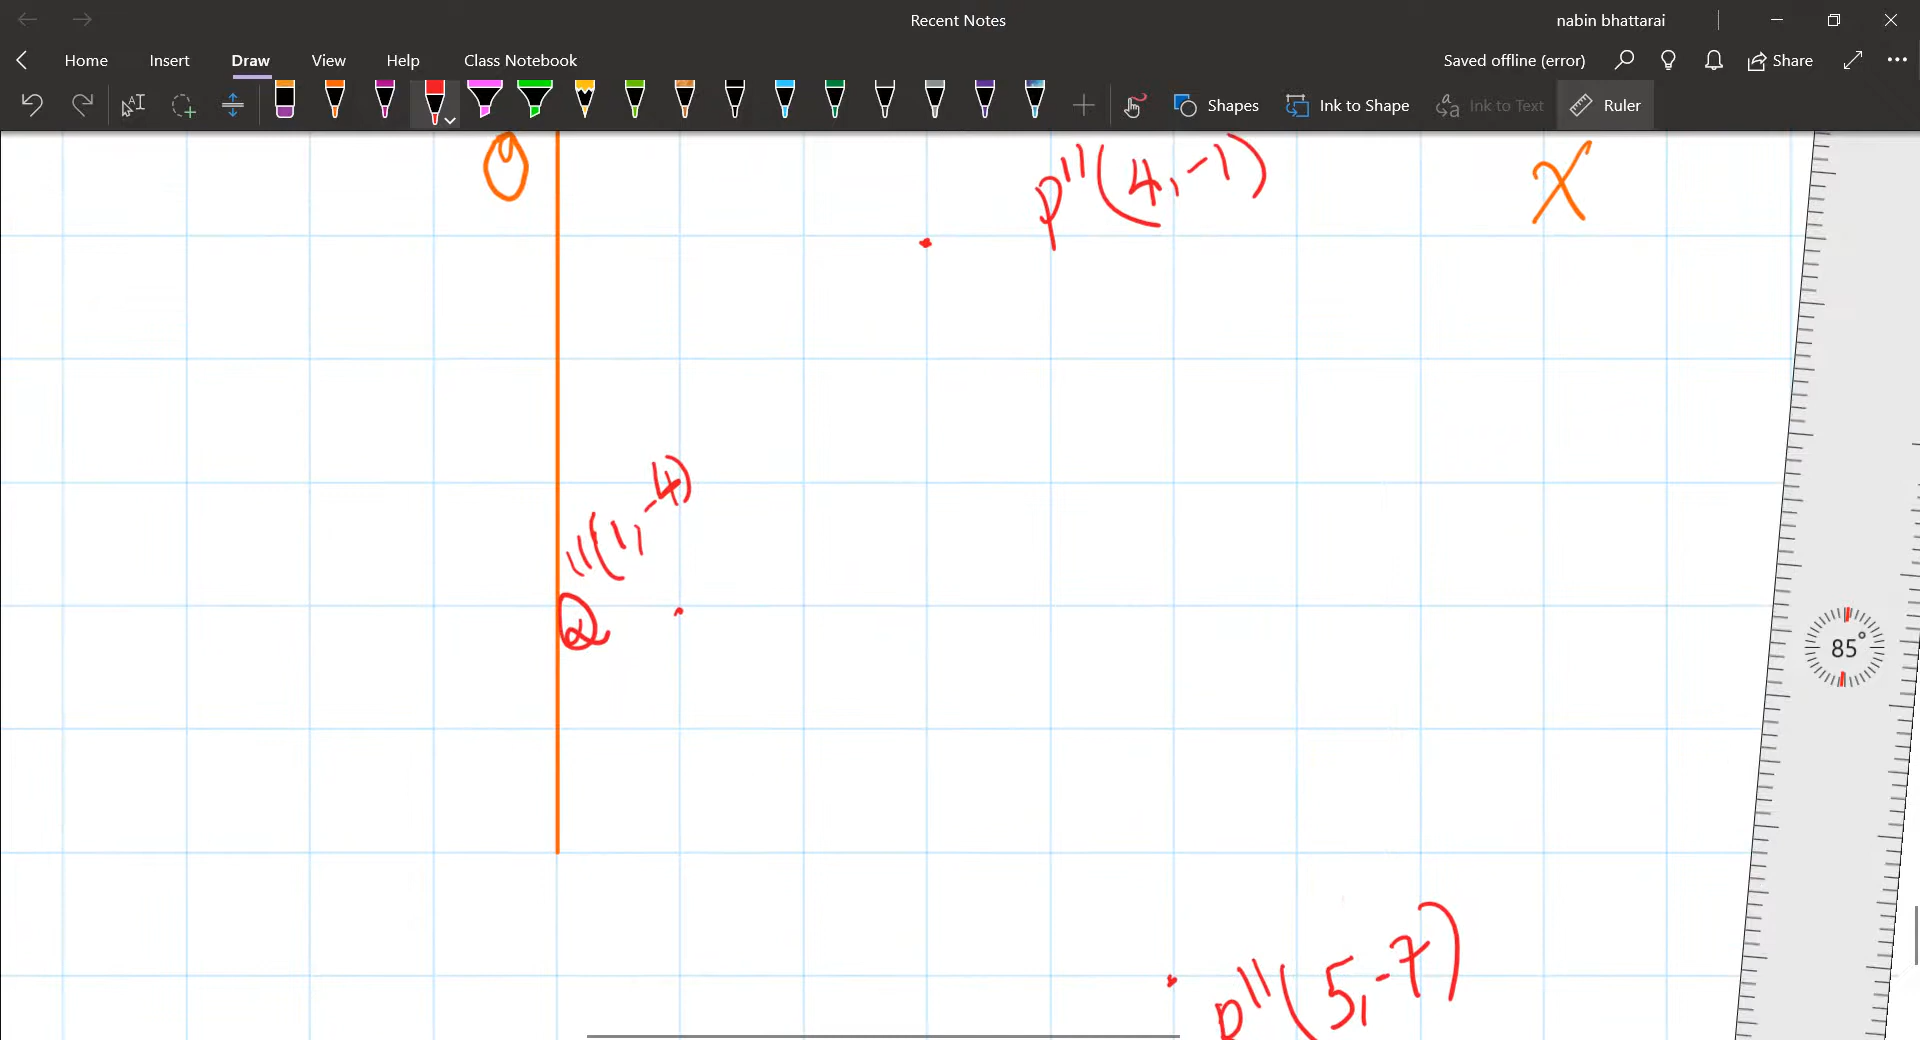 Recent Notes
nabin bhattarai
Home Insert Draw View Help Class Notebook
Saved offline (error)
Share
Shapes
Ink to Shape
Ink to Text
Ruler
O
P''(4,-1)
X
Q''(1,-4)
85°
P''(5,-7)